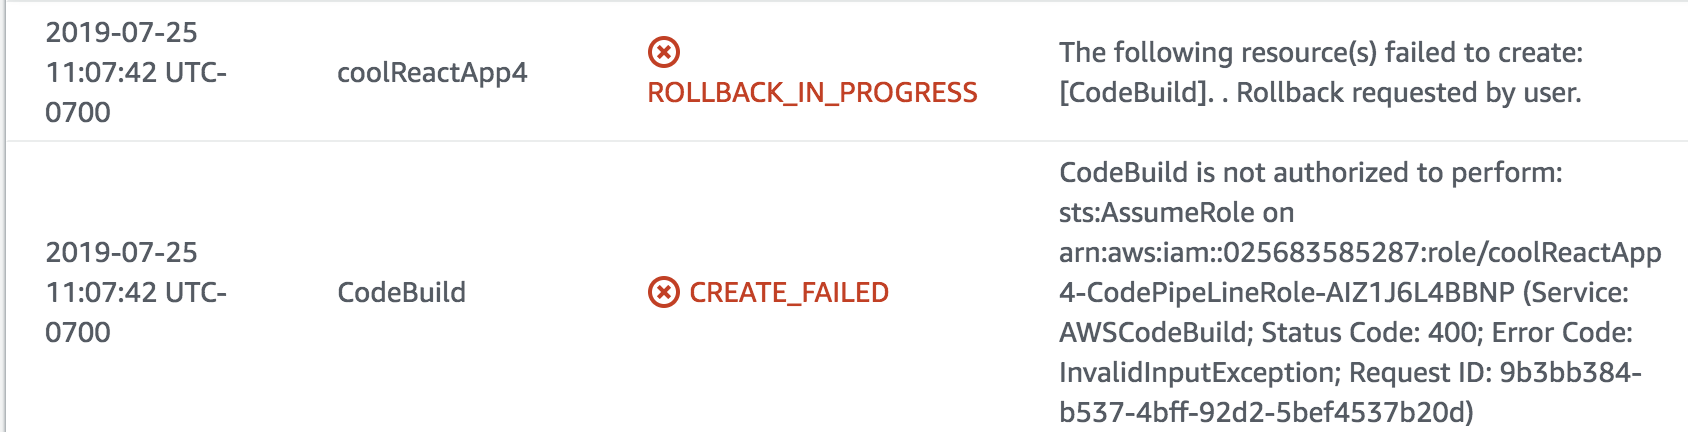 2019-07-25
11:07:42 UTC-
0700
coolReactApp4
ROLLBACK_IN_PROGRESS
The following resource(s) failed to create:
[CodeBuild]. . Rollback requested by user.
2019-07-25
11:07:42 UTC-
0700
CodeBuild
CREATE_FAILED
CodeBuild is not authorized to perform:
sts:AssumeRole on
arn:aws:iam::025683585287:role/coolReactApp
4-CodePipeLineRole-AIZ1J6L4BBNP (Service:
AWSCodeBuild; Status Code: 400; Error Code:
InvalidInputException; Request ID: 9b3bb384-
b537-4bff-92d2-5bef4537b20d)